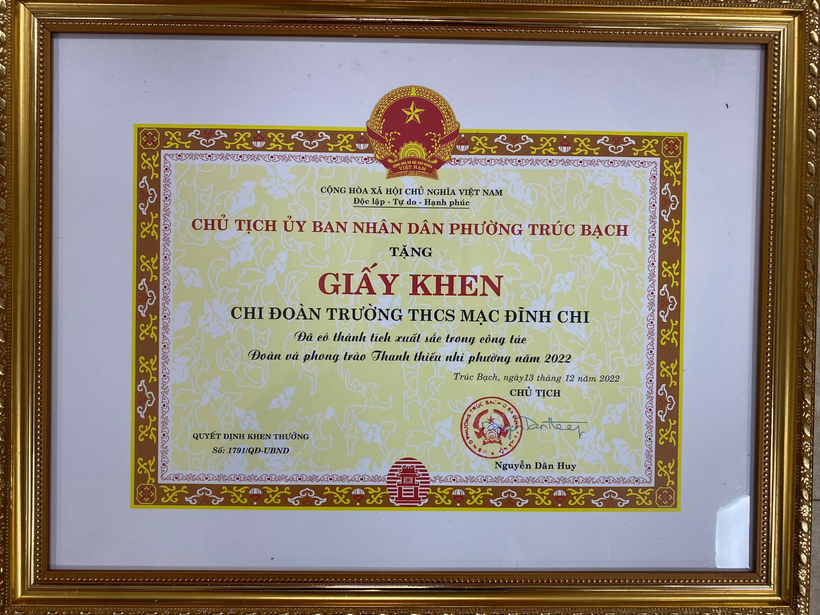 VIỆT NAM
CỘNG HÒA XÃ HỘI CHỦ NGHĨA VIỆT NAM
Độc lập - Tự do - Hạnh phúc
CHỦ TỊCH ỦY BAN NHÂN DÂN PHƯỜNG TRÚC BẠCH
TẶNG
GIẤY KHEN
CHI ĐOÀN TRƯỜNG THCS MẠC ĐĨNH CHI
Đã có thành tích xuất sắc trong công tác
Đoàn và phong trào Thanh thiếu nhi phường năm 2022
Trúc Bạch, ngày13 tháng 12 năm 2022
CHỦ TỊCH
QUYẾT ĐỊNH KHEN THƯỞNG
Số: 1791/QĐ-UBND
Nguyễn Dân Huy